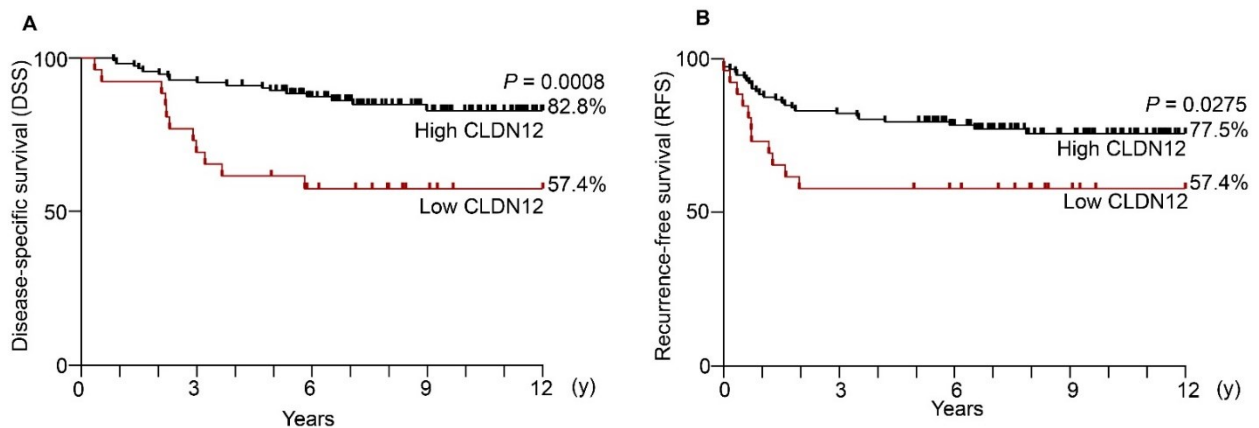 A
Disease-specific survival (DSS)
100
50
0
P = 0.0008
82.8%
High CLDN12
57.4%
Low CLDN12
0
3
6
9
12
(y)
Years
B
Recurrence-free survival (RFS)
100
50
0
P = 0.0275
77.5%
High CLDN12
57.4%
Low CLDN12
0
3
6
9
12
(y)
Years